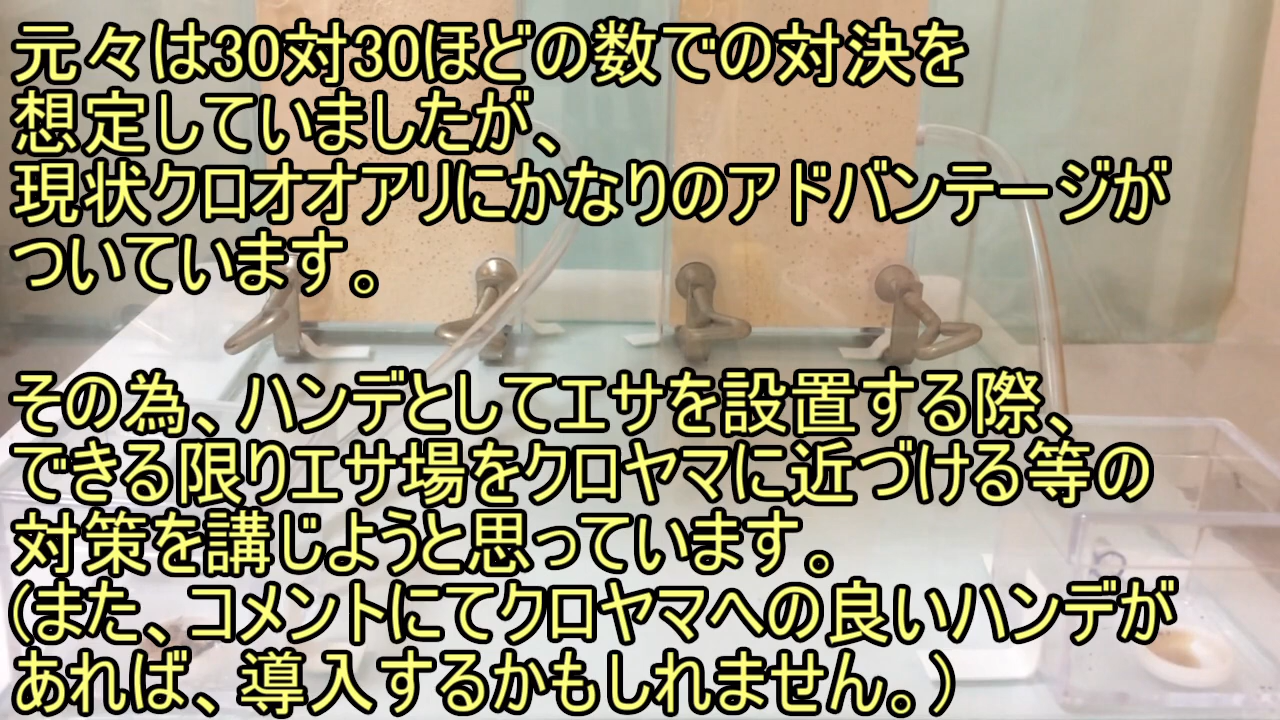 元々は30対30ほどの数での対決を
想定していましたが、
現状クロオオアリにかなりのアドバンテージが
ついています。
その為、ハンデとしてエサを設置する際、
できる限りエサ場をクロヤマに近づける等の
対策を講じようと思っています。
(また、コメントにてクロヤマへの良いハンデが
あれば、導入するかもしれません。)